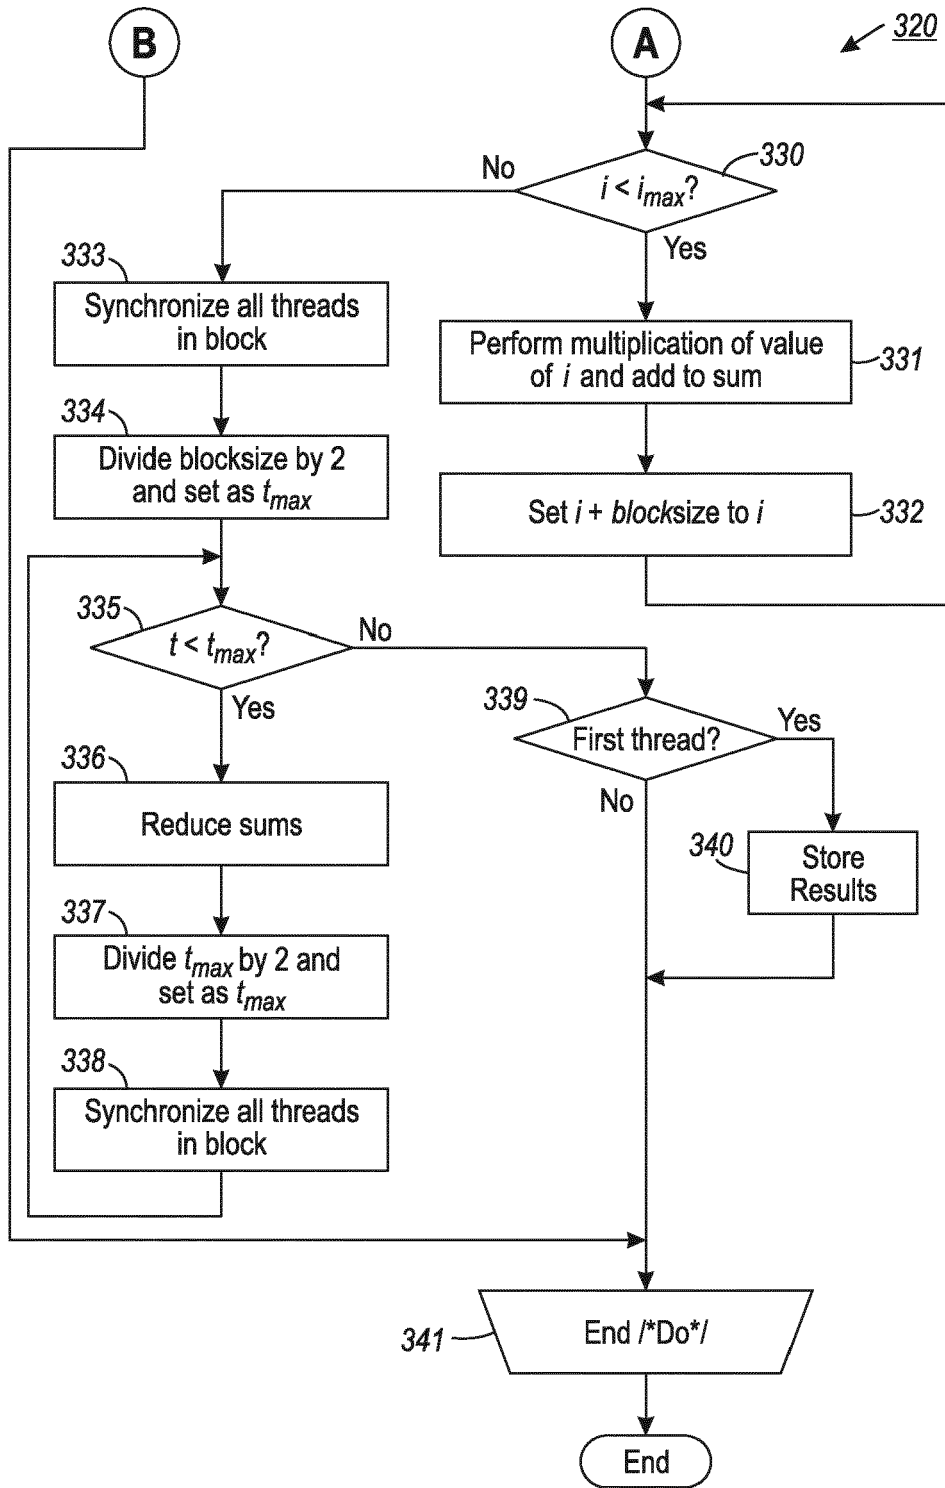 B
A
320
330
No
i < imax?
Yes
333
Synchronize all threads
in block
Perform multiplication of value
of i and add to sum
331
334
Divide blocksize by 2
and set as tmax
Set i + blocksize to i
332
335
t < tmax?
No
Yes
339
First thread?
Yes
No
336
Reduce sums
340
Store
Results
337
Divide tmax by 2 and
set as tmax
338
Synchronize all threads
in block
341
End /*Do*/
End